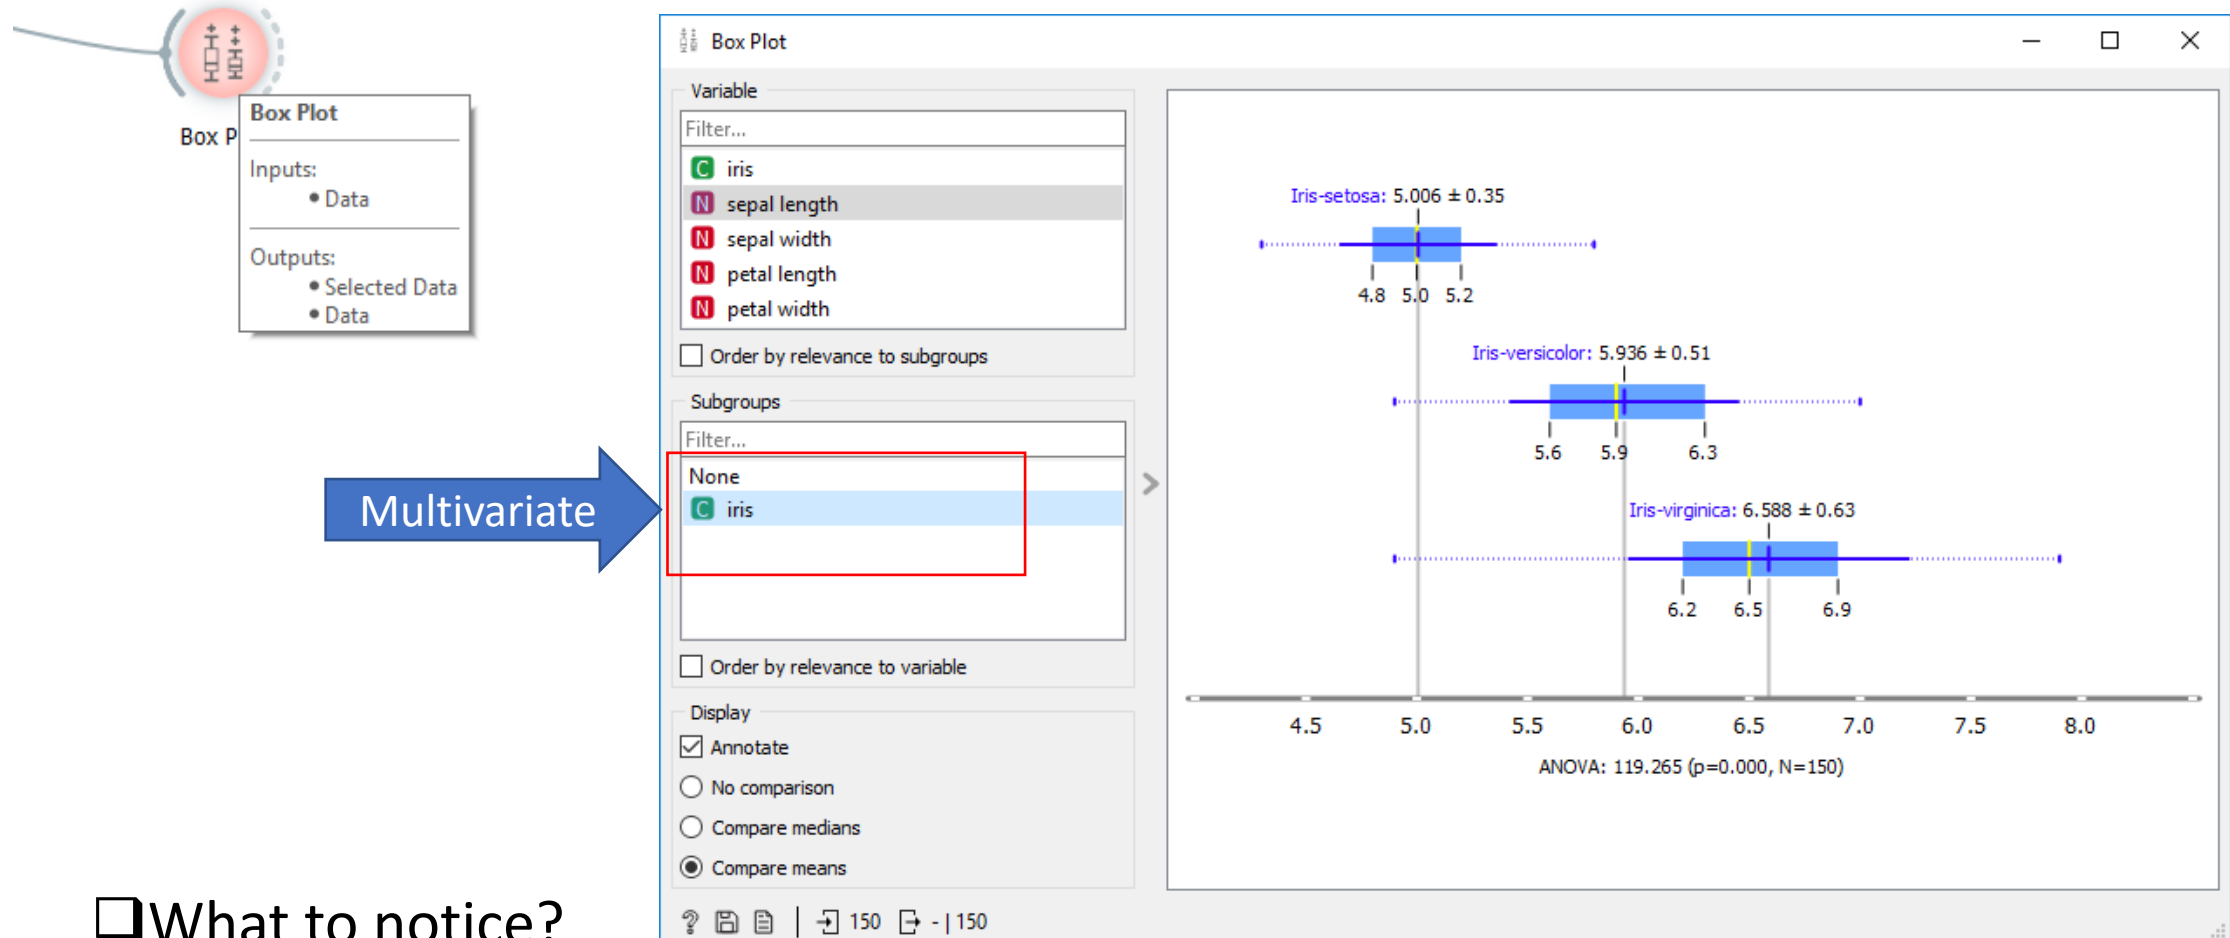 Box P
Box Plot
Inputs:
• Data
Outputs:
• Selected Data
• Data
Multivariate
❑What to notice?
Box Plot
Variable
Filter...
C iris
N sepal length
N sepal width
N petal length
N petal width
Order by relevance to subgroups
Subgroups
Filter...
None
C iris
Order by relevance to variable
Display
Annotate
No comparison
Compare medians
Compare means
? 150 - | 150
Iris-setosa: 5.006 ± 0.35
4.8 5.0 5.2
Iris-versicolor: 5.936 ± 0.51
5.6 5.9 6.3
Iris-virginica: 6.588 ± 0.63
6.2 6.5 6.9
4.5 5.0 5.5 6.0 6.5 7.0 7.5 8.0
ANOVA: 119.265 (p=0.000, N=150)